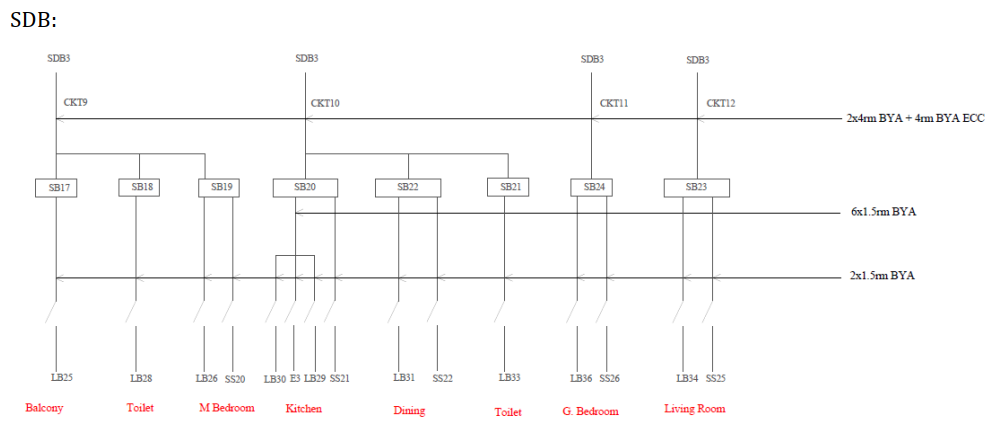 SDB:
SDB3 SDB3 SDB3 SDB3
CKT9 CKT10 CKT11 CKT12
2x4rm BYA + 4rm BYA ECC
SB17 SB18 SB19 SB20 SB22 SB21 SB24 SB23
6x1.5rm BYA
2x1.5rm BYA
LB25 LB28 LB26 SS20 LB30 E3 LB29 SS21 LB31 SS22 LB33 LB36 SS26 LB34 SS25
Balcony Toilet M Bedroom Kitchen Dining Toilet G. Bedroom Living Room